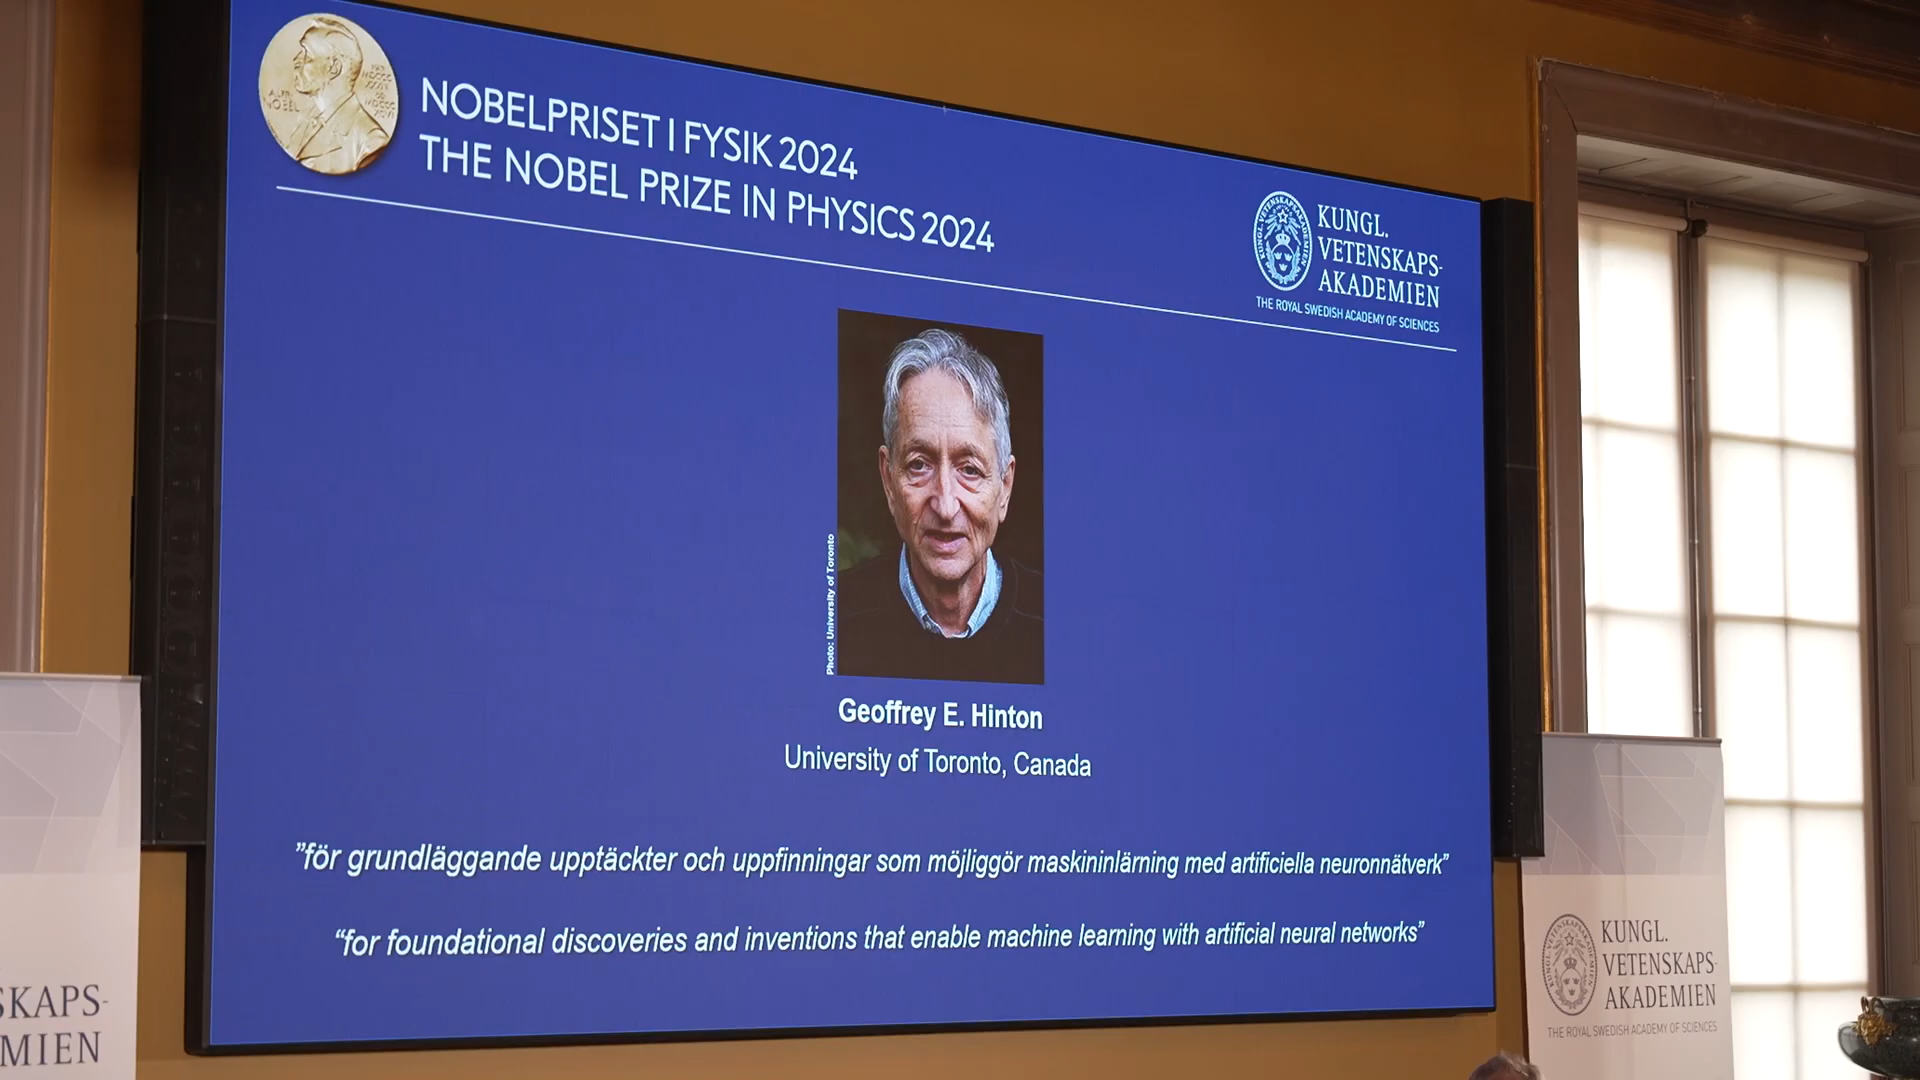 NOBELPRISET I FYSIK 2024
THE NOBEL PRIZE IN PHYSICS 2024
KUNGL.
VETENSKAPS-
AKADEMIEN
THE ROYAL SWEDISH ACADEMY OF SCIENCES
Photo: University of Toronto
Geoffrey E. Hinton
University of Toronto, Canada
”för grundläggande upptäckter och uppfinningar som möjliggör maskininlärning med artificiella neuronnätverk”
“for foundational discoveries and inventions that enable machine learning with artificial neural networks”
SKAPS-
MIEN
KUNGL.
VETENSKAPS-
AKADEMIEN
THE ROYAL SWEDISH ACADEMY OF SCIENCES